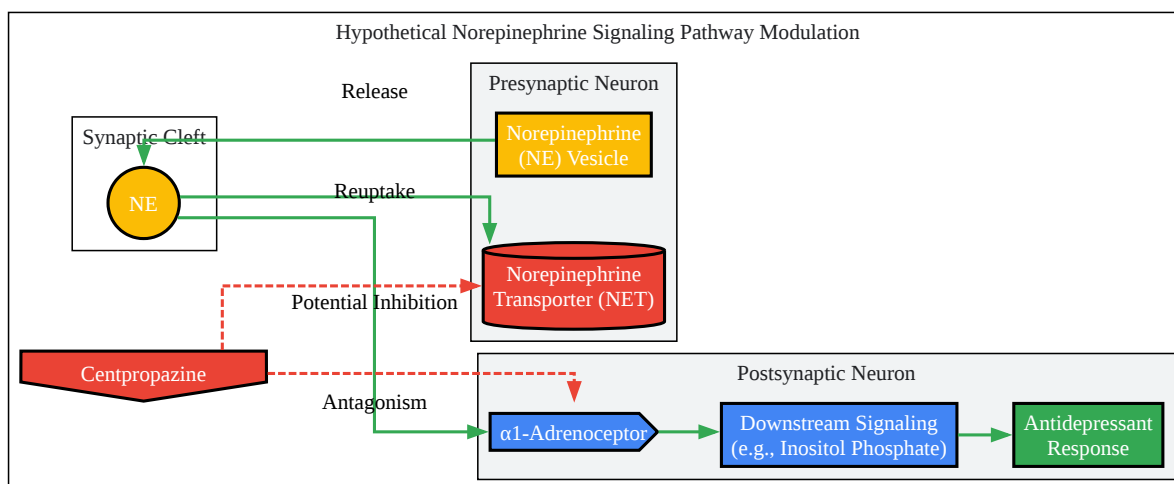 Hypothetical Norepinephrine Signaling Pathway Modulation
Presynaptic Neuron
Release
Norepinephrine
(NE) Vesicle
Synaptic Cleft
NE
Reuptake
Norepinephrine
Transporter (NET)
Potential Inhibition
Centpropazine
Postsynaptic Neuron
Antagonism
α1-Adrenoceptor
Downstream Signaling
(e.g., Inositol Phosphate)
Antidepressant
Response